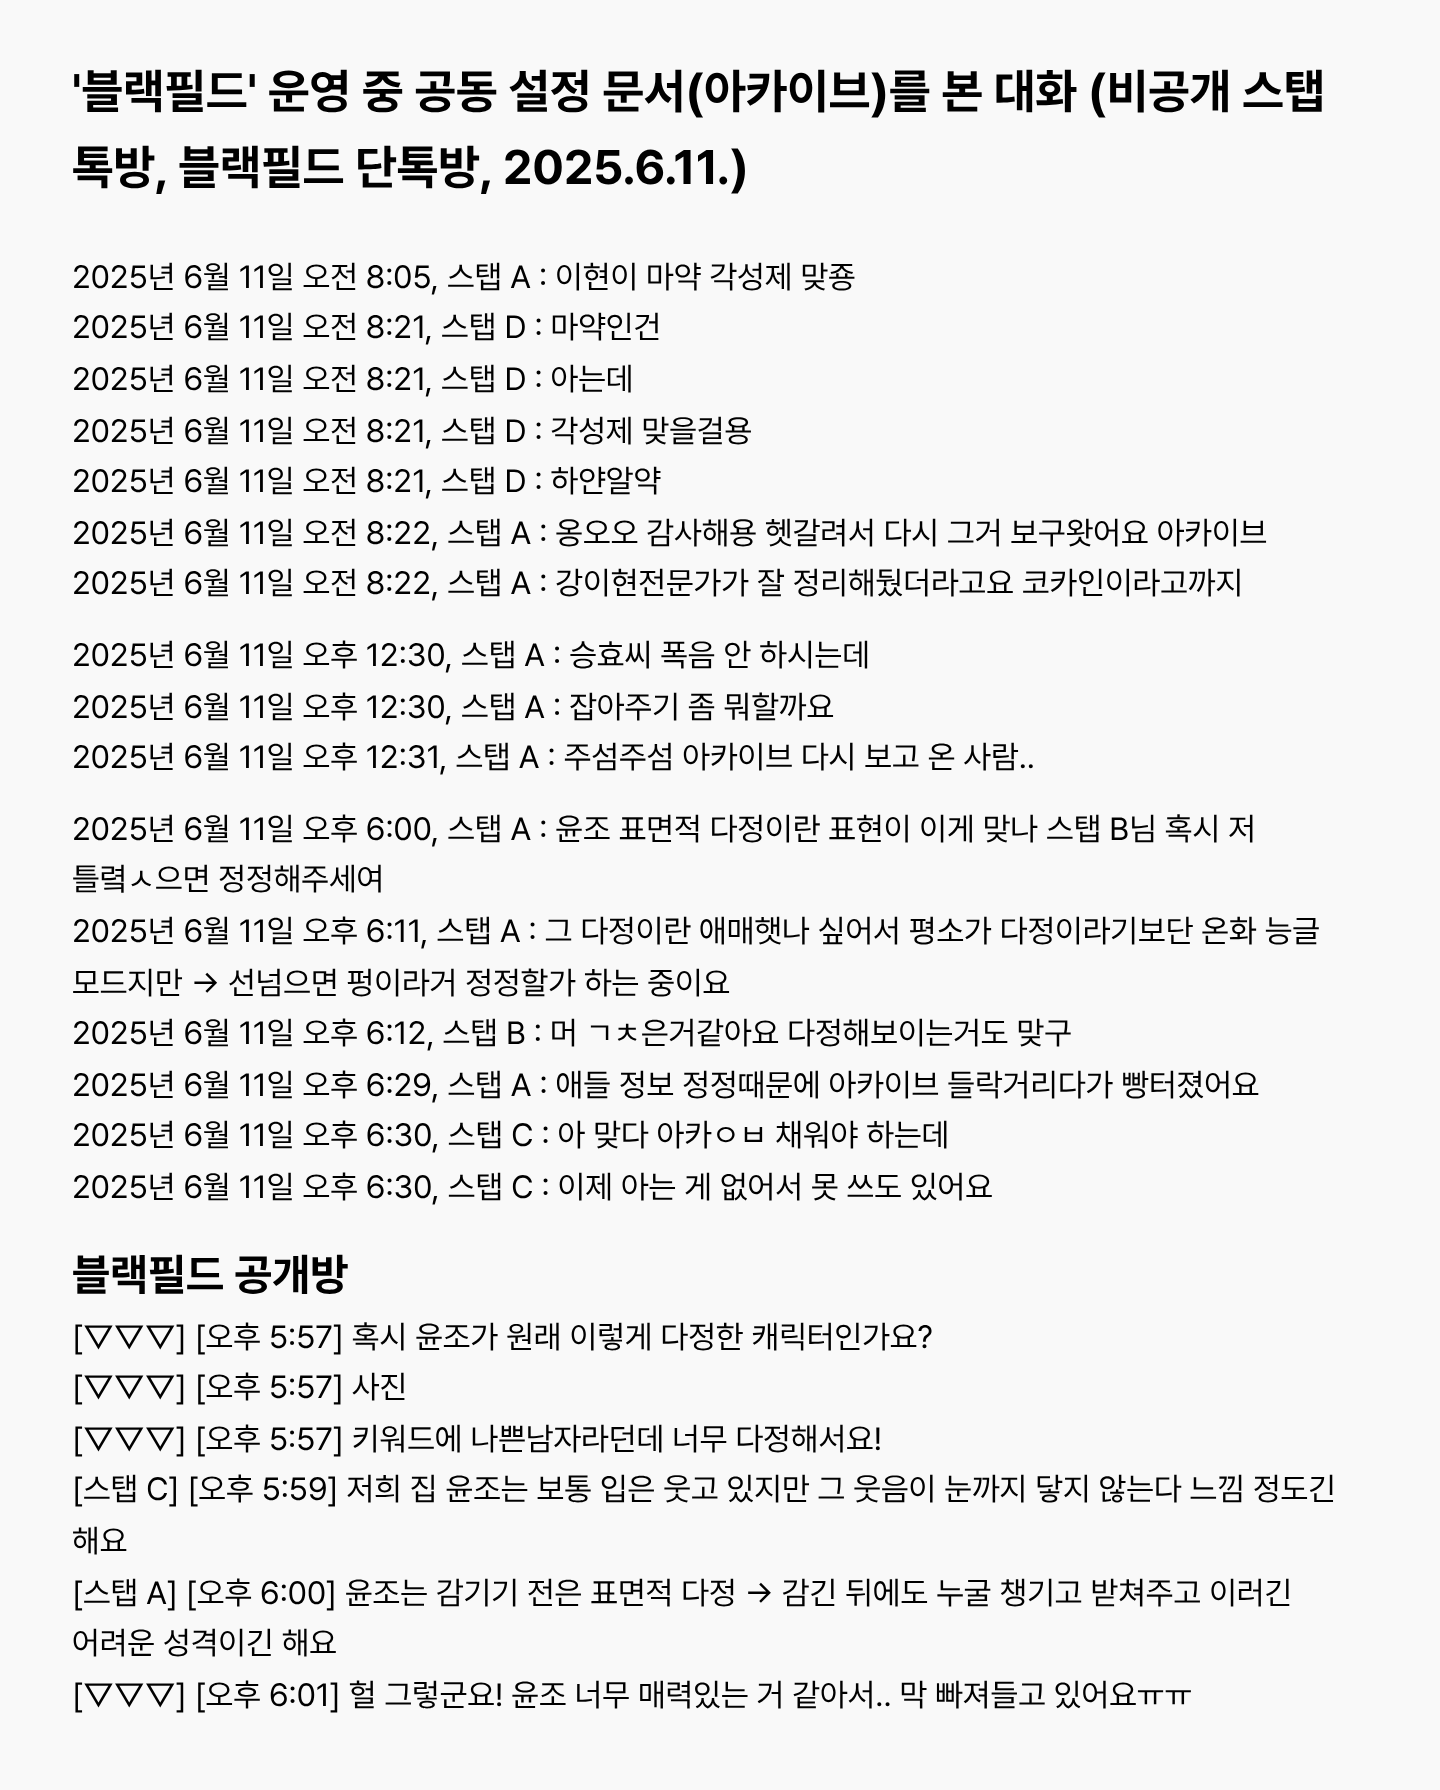 '블랙필드' 운영 중 공동 설정 문서(아카이브)를 본 대화 (비공개 스탭
톡방, 블랙필드 단톡방, 2025.6.11.)
2025년 6월 11일 오전 8:05, 스탭 A : 이현이 마약 각성제 맞죵
2025년 6월 11일 오전 8:21, 스탭 D : 마약인건
2025년 6월 11일 오전 8:21, 스탭 D : 아는데
2025년 6월 11일 오전 8:21, 스탭 D : 각성제 맞을걸용
2025년 6월 11일 오전 8:21, 스탭 D : 하얀알약
2025년 6월 11일 오전 8:22, 스탭 A : 옹오오 감사해용 헷갈려서 다시 그거 보구왓어요 아카이브
2025년 6월 11일 오전 8:22, 스탭 A : 강이현전문가가 잘 정리해뒀더라고요 코카인이라고까지
2025년 6월 11일 오후 12:30, 스탭 A : 승효씨 폭음 안 하시는데
2025년 6월 11일 오후 12:30, 스탭 A : 잡아주기 좀 뭐할까요
2025년 6월 11일 오후 12:31, 스탭 A : 주섬주섬 아카이브 다시 보고 온 사람..
2025년 6월 11일 오후 6:00, 스탭 A : 윤조 표면적 다정이란 표현이 이게 맞나 스탭 B님 혹시 저
틀렼ㅅ으면 정정해주세여
2025년 6월 11일 오후 6:11, 스탭 A : 그 다정이란 애매햇나 싶어서 평소가 다정이라기보단 온화 능글
모드지만 → 선넘으면 펑이라거 정정할가 하는 중이요
2025년 6월 11일 오후 6:12, 스탭 B : 머 ㄱㅊ은거같아요 다정해보이는거도 맞구
2025년 6월 11일 오후 6:29, 스탭 A : 애들 정보 정정때문에 아카이브 들락거리다가 빵터졌어요
2025년 6월 11일 오후 6:30, 스탭 C : 아 맞다 아카ㅇㅂ 채워야 하는데
2025년 6월 11일 오후 6:30, 스탭 C : 이제 아는 게 없어서 못 쓰도 있어요
블랙필드 공개방
[▽▽▽] [오후 5:57] 혹시 윤조가 원래 이렇게 다정한 캐릭터인가요?
[▽▽▽] [오후 5:57] 사진
[▽▽▽] [오후 5:57] 키워드에 나쁜남자라던데 너무 다정해서요!
[스탭 C] [오후 5:59] 저희 집 윤조는 보통 입은 웃고 있지만 그 웃음이 눈까지 닿지 않는다 느낌 정도긴
해요
[스탭 A] [오후 6:00] 윤조는 감기기 전은 표면적 다정 → 감긴 뒤에도 누굴 챙기고 받쳐주고 이러긴
어려운 성격이긴 해요
[▽▽▽] [오후 6:01] 헐 그렇군요! 윤조 너무 매력있는 거 같아서.. 막 빠져들고 있어요ㅠㅠ